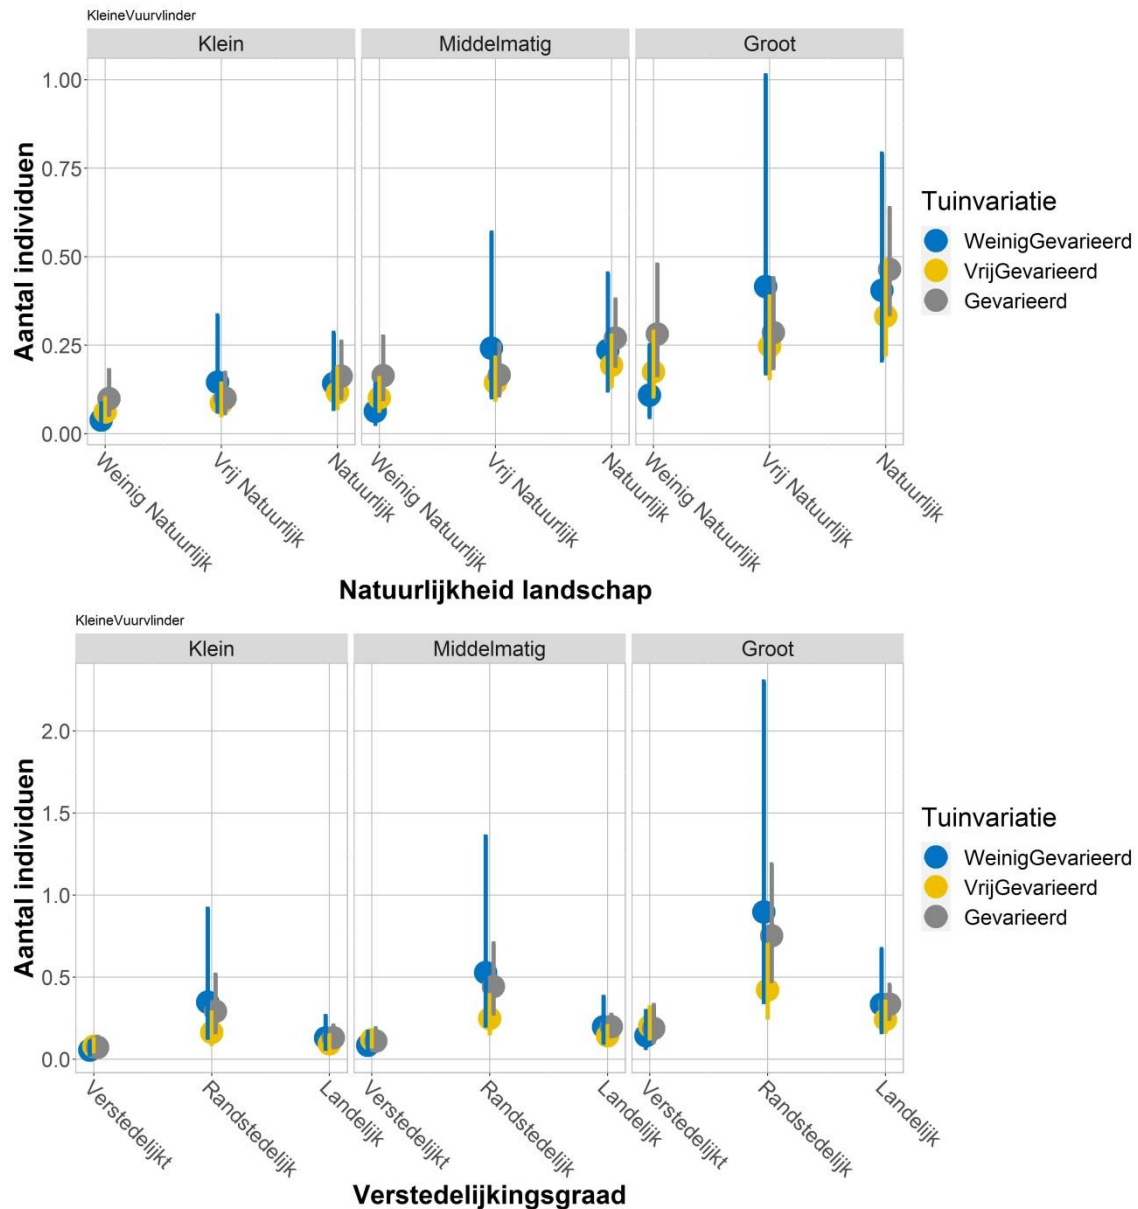 KleineVuurvlinder
Klein
Middelmatig
Groot
Aantal individuen
1.00
0.75
0.50
0.25
0.00
Weinig Natuurlijk
Vrij Natuurlijk
Natuurlijk
Weinig Natuurlijk
Vrij Natuurlijk
Natuurlijk
Weinig Natuurlijk
Vrij Natuurlijk
Natuurlijk
Natuurlijkheid landschap
Tuinvariatie
WeinigGevarieerd
VrijGevarieerd
Gevarieerd
KleineVuurvlinder
Klein
Middelmatig
Groot
Aantal individuen
2.0
1.5
1.0
0.5
0.0
Verstedelijkt
Randstedelijk
Landelijk
Verstedelijkt
Randstedelijk
Landelijk
Verstedelijkt
Randstedelijk
Landelijk
Verstedelijkingsgraad
Tuinvariatie
WeinigGevarieerd
VrijGevarieerd
Gevarieerd